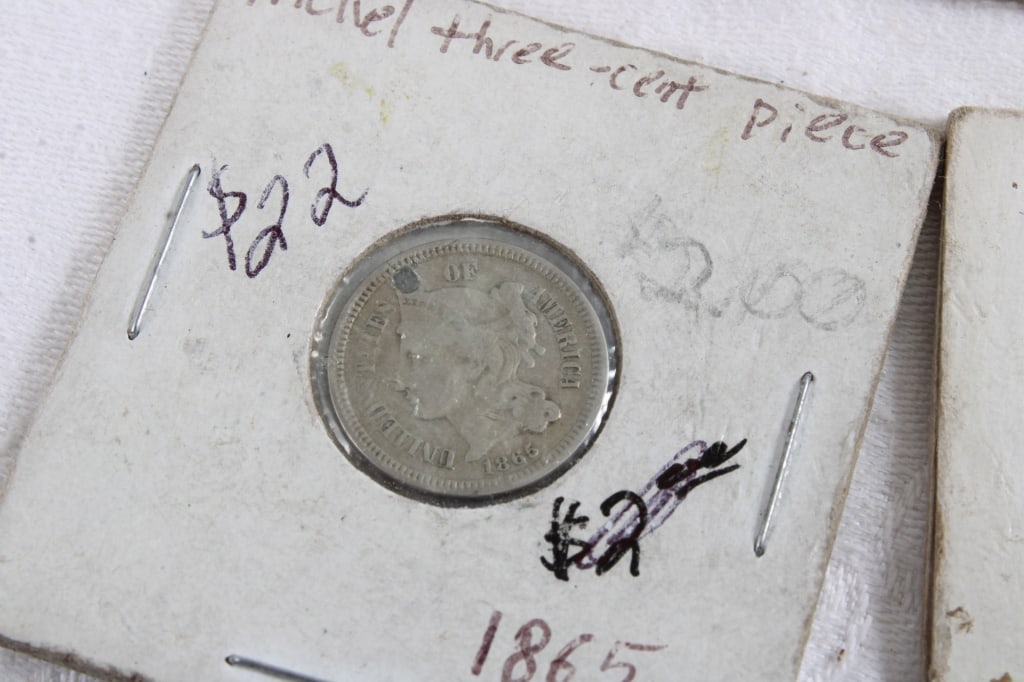 nickel three-cent piece
$22
$2.00
UNITED STATES OF AMERICA
1865
$2
1865